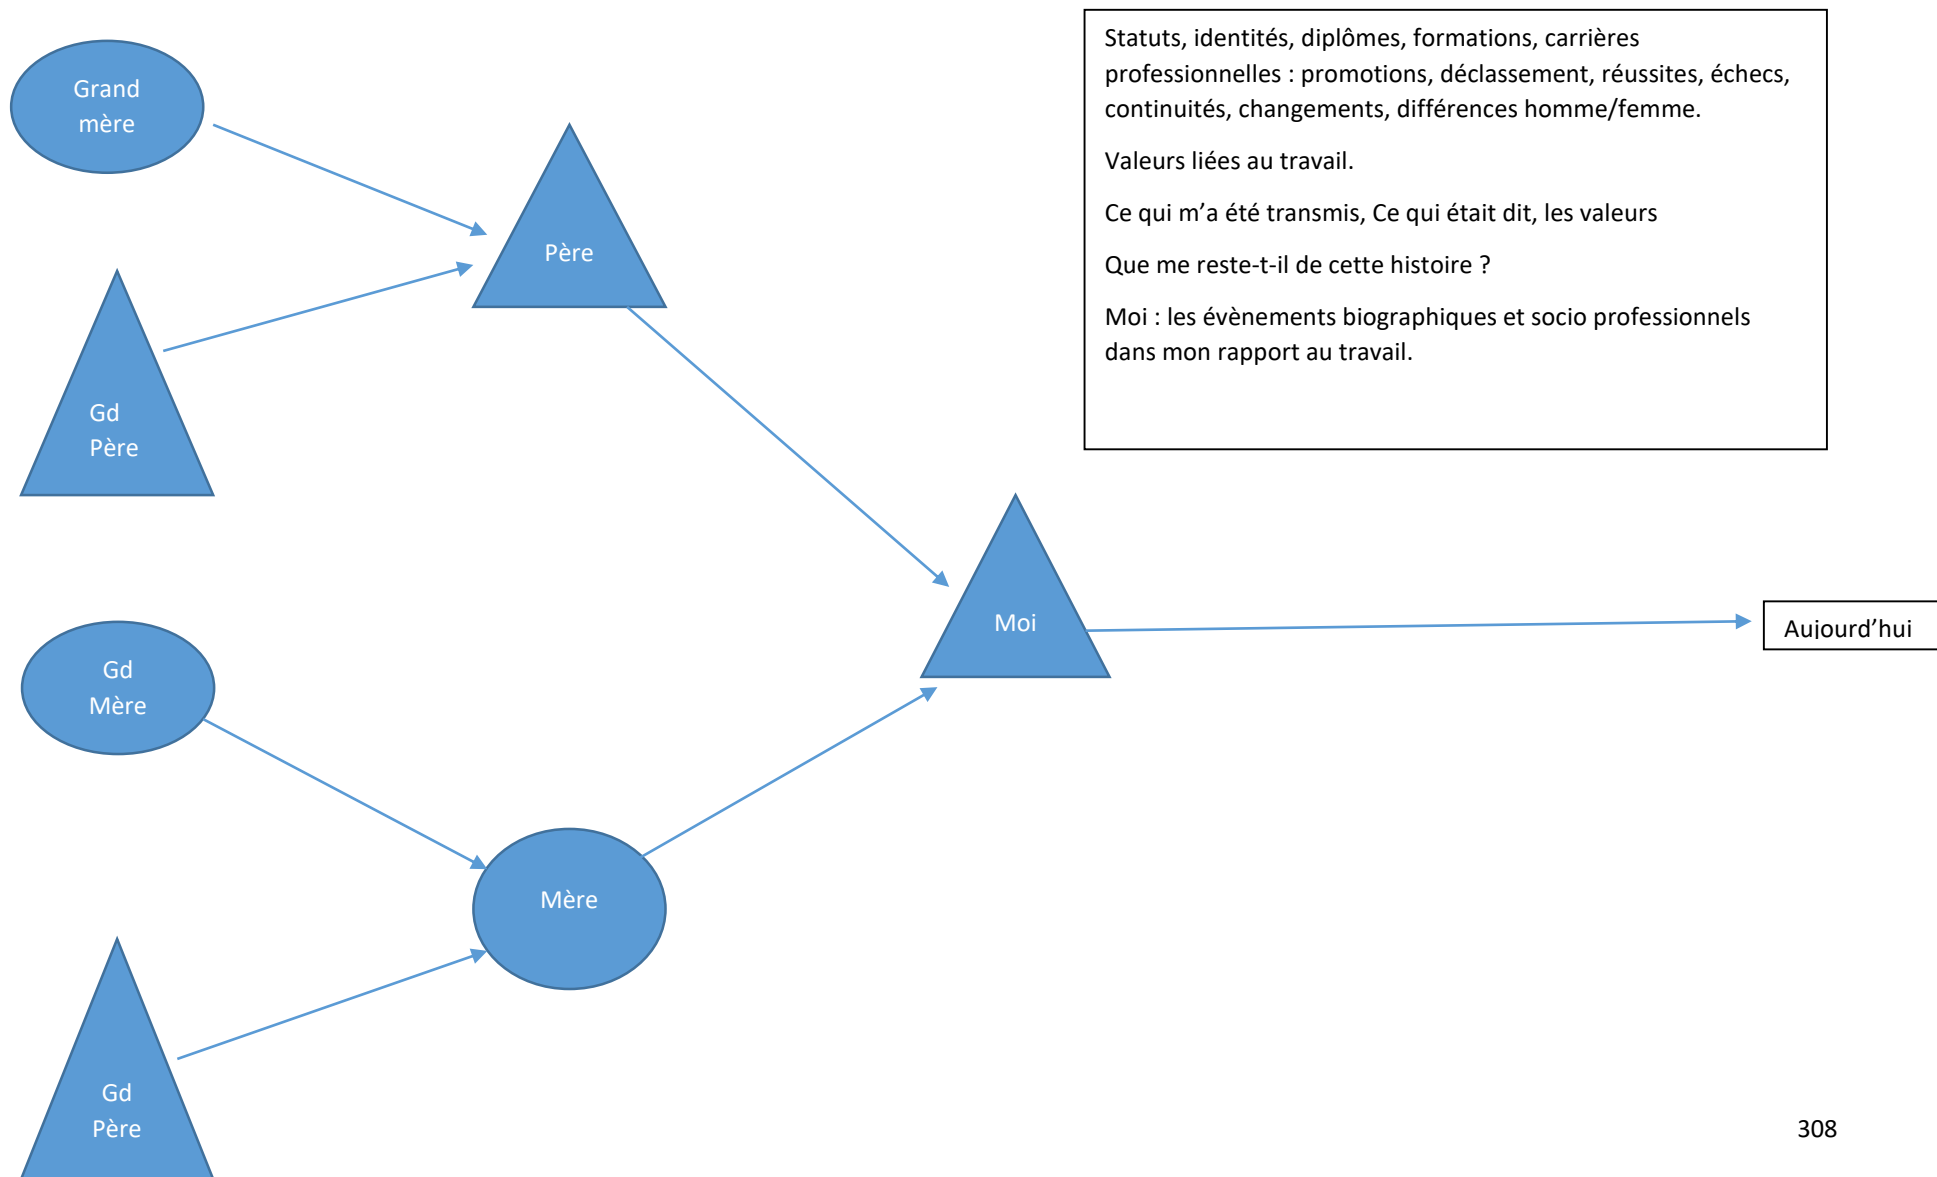 Statuts, identités, diplômes, formations, carrières
professionnelles : promotions, déclassement, réussites, échecs,
continuités, changements, différences homme/femme.
Valeurs liées au travail.
Ce qui m’a été transmis, Ce qui était dit, les valeurs
Que me reste-t-il de cette histoire ?
Moi : les évènements biographiques et socio professionnels
dans mon rapport au travail.
Grand
mère
Père
Gd
Père
Moi
Aujourd’hui
Gd
Mère
Mère
Gd
Père
308